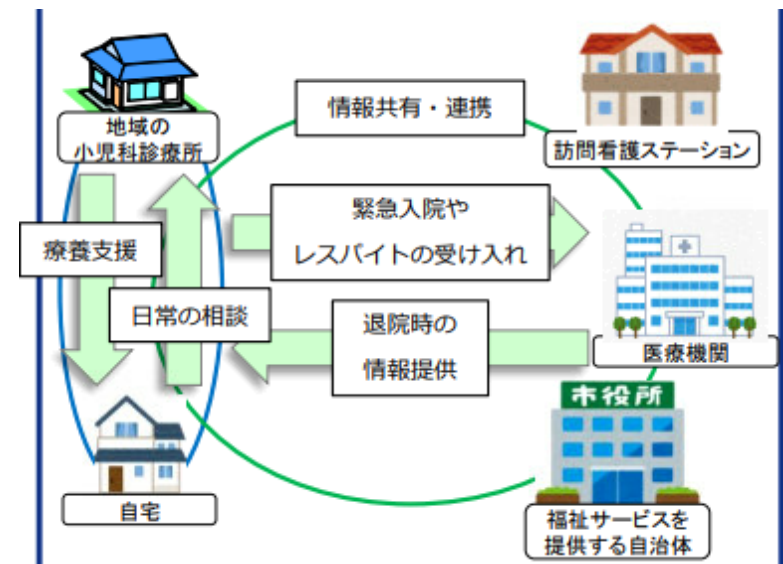 地域の
小児科診療所
情報共有・連携
訪問看護ステーション
療養支援
緊急入院や
レスパイトの受け入れ
日常の相談
退院時の
情報提供
医療機関
市役所
自宅
福祉サービスを
提供する自治体